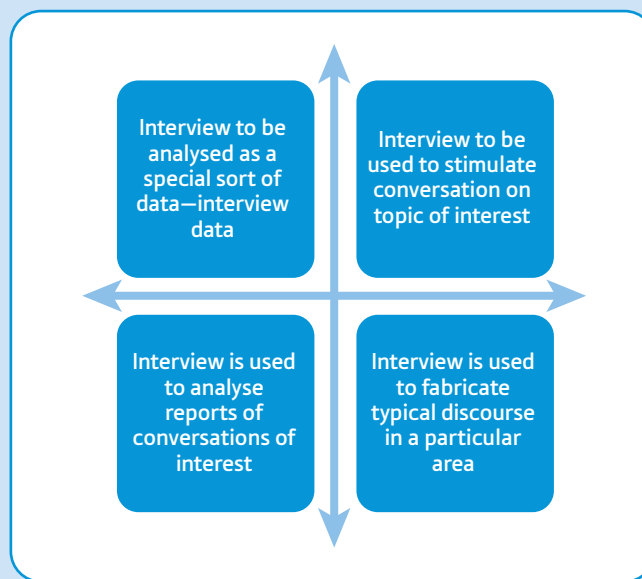 Interview to be
analysed as a
special sort of
data—interview
data
Interview to be
used to stimulate
conversation on
topic of interest
Interview is used
to analyse
reports of
conversations of
interest
Interview is used
to fabricate
typical discourse
in a particular
area